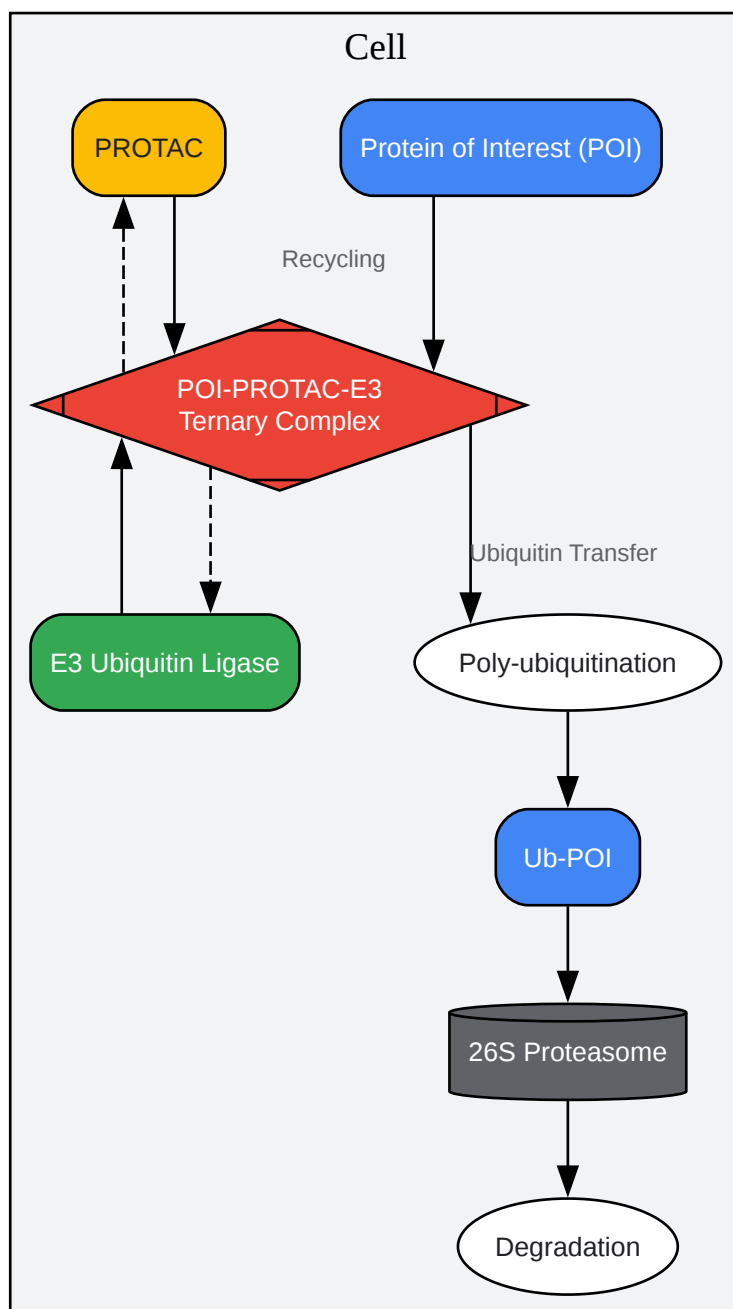 Cell
PROTAC
Protein of Interest (POI)
Recycling
POI-PROTAC-E3
Ternary Complex
Ubiquitin Transfer
E3 Ubiquitin Ligase
Poly-ubiquitination
Ub-POI
26S Proteasome
Degradation